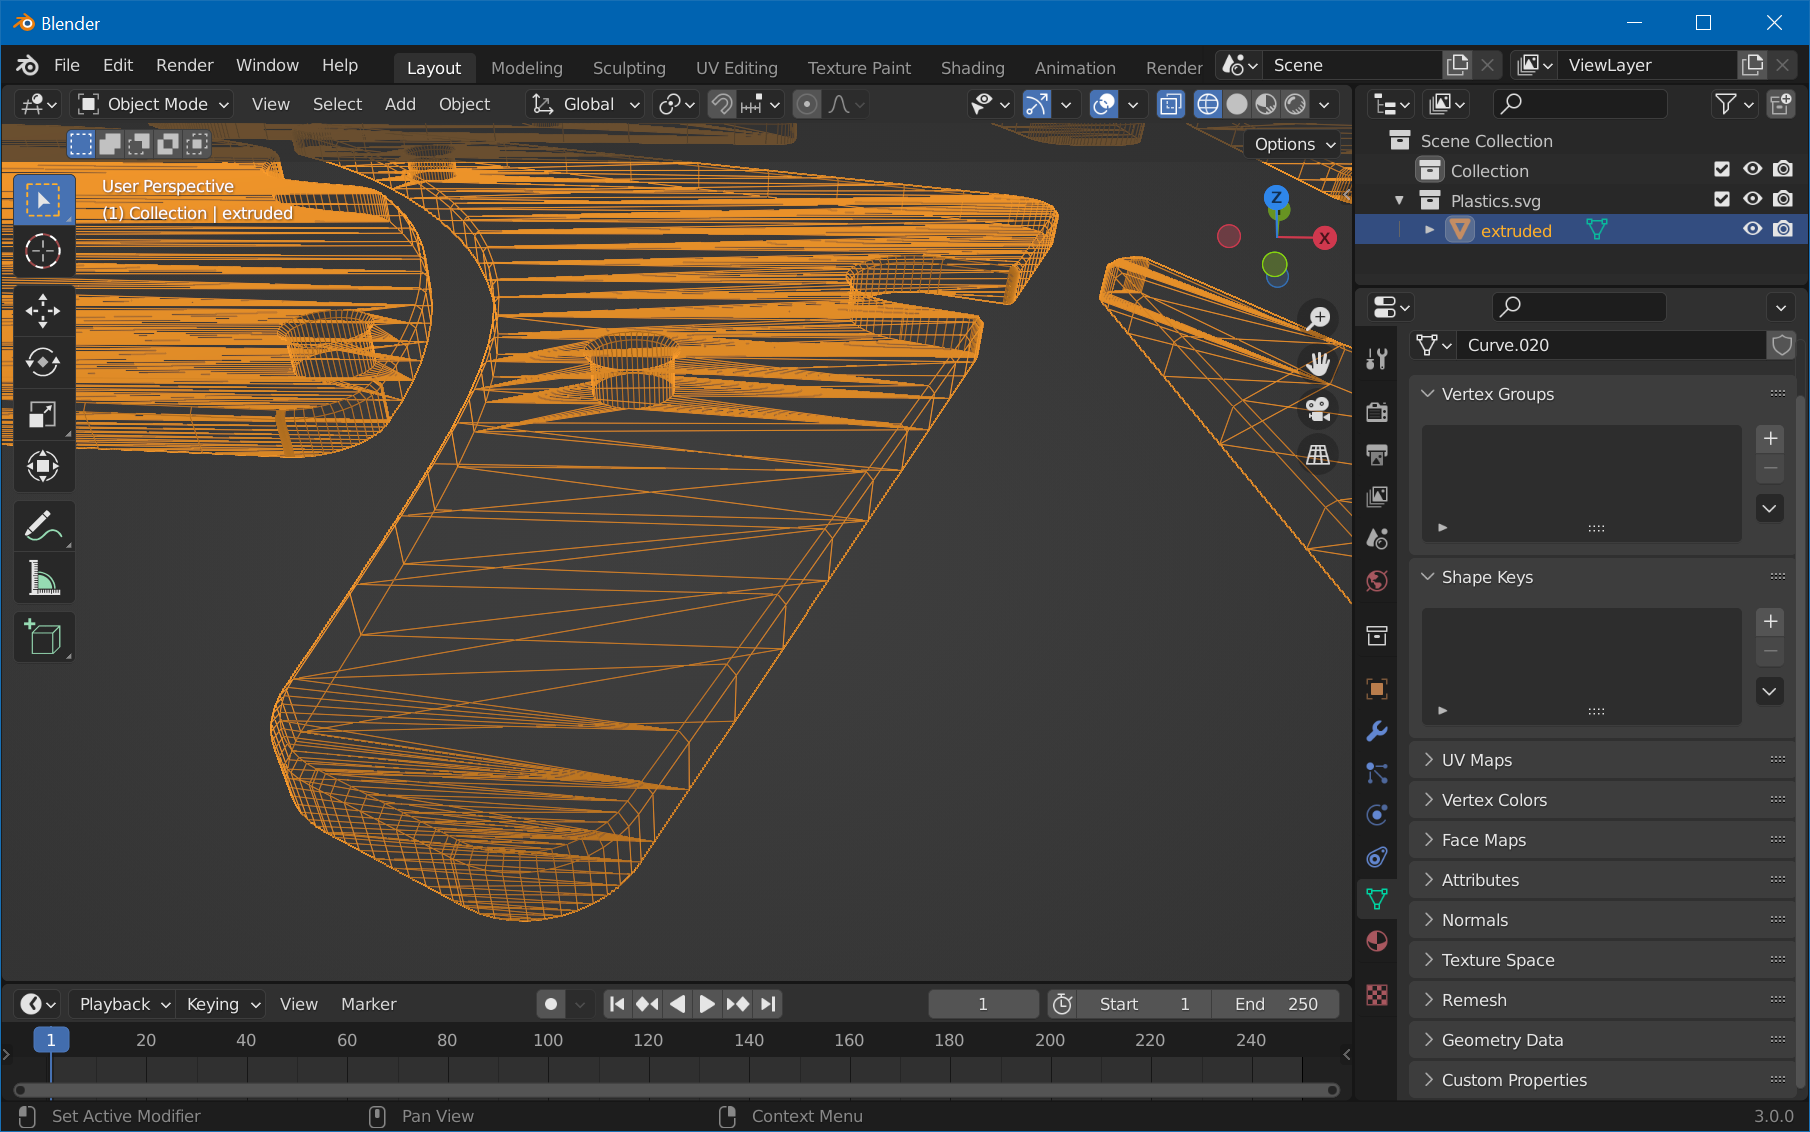 Blender
File Edit Render Window Help Layout Modeling Sculpting UV Editing Texture Paint Shading Animation Render Scene ViewLayer
Object Mode View Select Add Object Global
Options
User Perspective
(1) Collection | extruded
Z
X
Scene Collection
Collection
Plastics.svg
extruded
Curve.020
Vertex Groups
Shape Keys
UV Maps
Vertex Colors
Face Maps
Attributes
Normals
Texture Space
Remesh
Geometry Data
Custom Properties
Playback Keying View Marker 1 Start 1 End 250
1 20 40 60 80 100 120 140 160 180 200 220 240
Set Active Modifier Pan View Context Menu 3.0.0